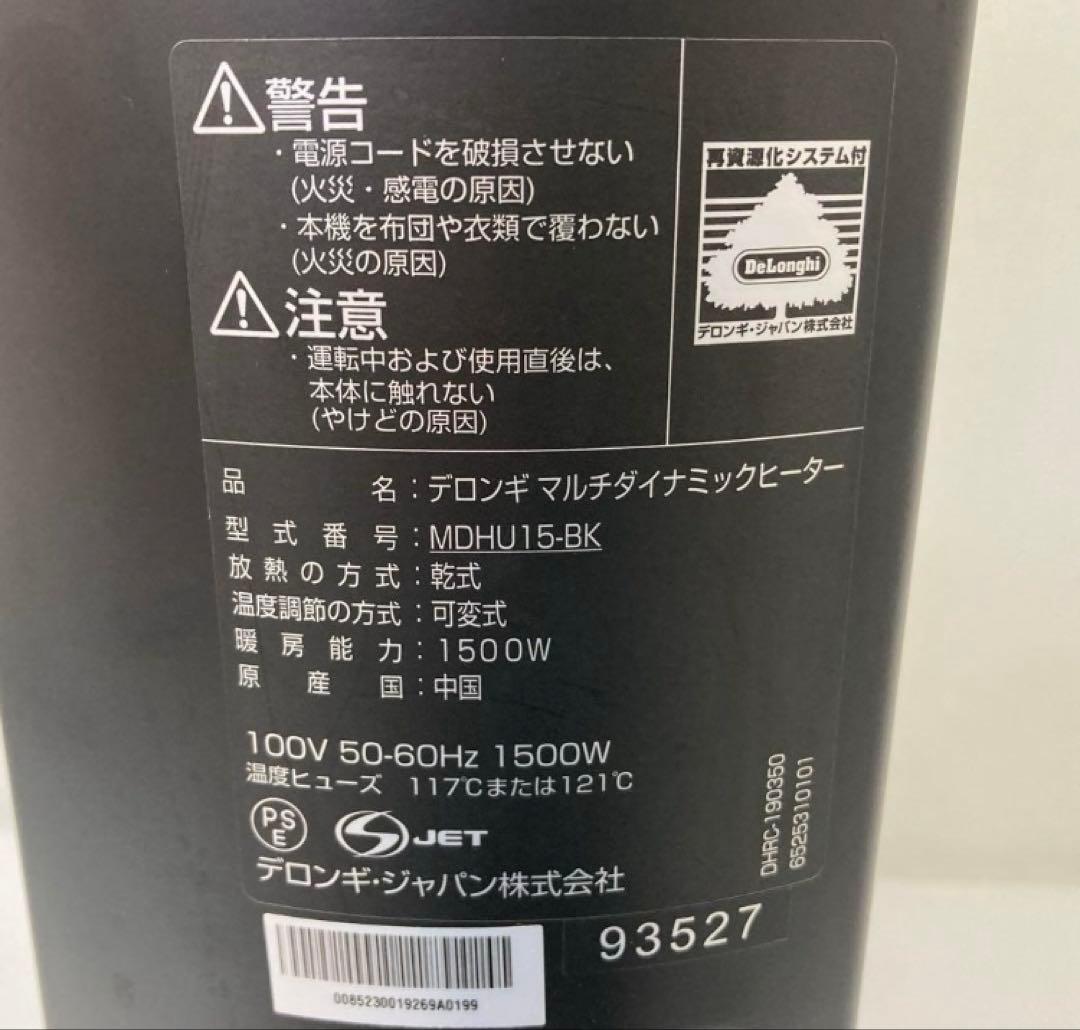 警告
・電源コードを破損させない
(火災・感電の原因)
・本機を布団や衣類で覆わない
(火災の原因)
注意
・運転中および使用直後は、
本体に触れない
(やけどの原因)
再資源化システム付
DeLonghi
デロンギ・ジャパン株式会社
品名：デロンギ マルチダイナミックヒーター
型式番号：MDHU15-BK
放熱の方式：乾式
温度調節の方式：可変式
暖房能力：1500W
原産国：中国
100V 50-60Hz 1500W
温度ヒューズ 117℃または121℃
PSE
JET
デロンギ・ジャパン株式会社
DHRC-190350
6525310101
0085230019269A0199
93527